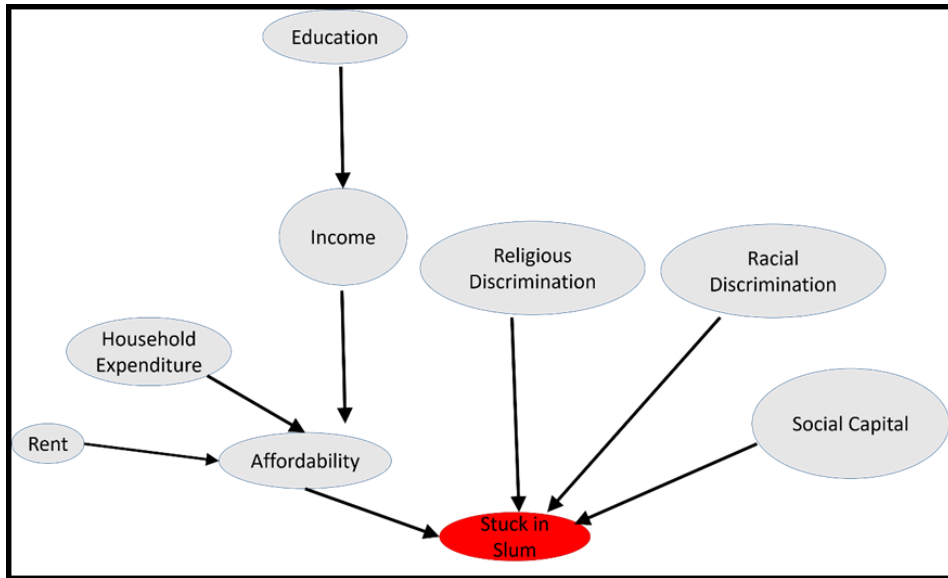 Education
Income
Religious
Discrimination
Racial
Discrimination
Household
Expenditure
Social Capital
Rent
Affordability
Stuck in
Slum